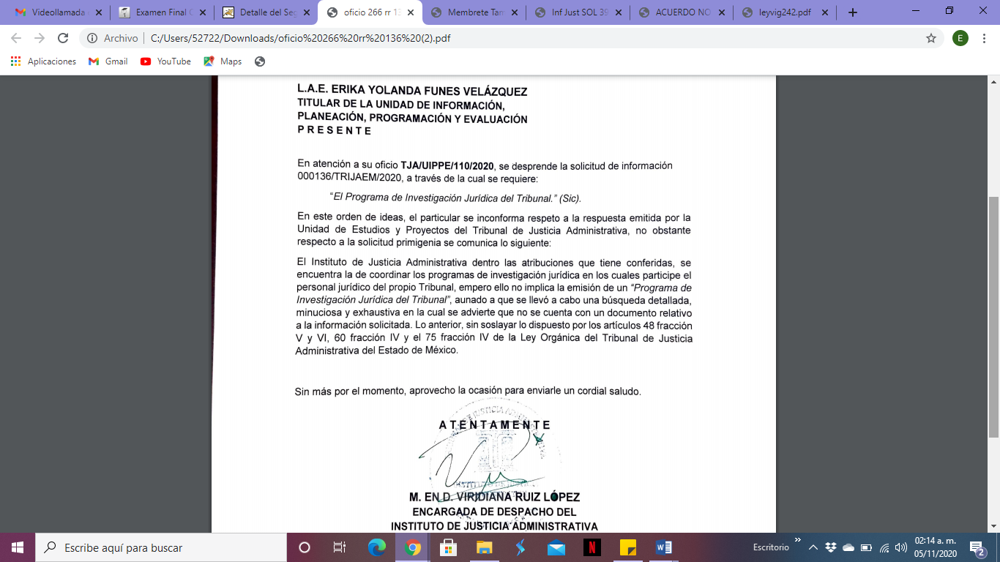 Videollamada
Examen Final C
Detalle del Seg
oficio 266 rr 13
Membrete Tam
Inf Just SOL 39
ACUERDO NO
leyvig242.pdf
Archivo
C:/Users/52722/Downloads/oficio%20266%20rr%20136%20(2).pdf
E
Aplicaciones
Gmail
YouTube
Maps
L.A.E. ERIKA YOLANDA FUNES VELÁZQUEZ
TITULAR DE LA UNIDAD DE INFORMACIÓN,
PLANEACIÓN, PROGRAMACIÓN Y EVALUACIÓN
P R E S E N T E
En atención a su oficio TJA/UIPPE/110/2020, se desprende la solicitud de información
000136/TRIJAEM/2020, a través de la cual se requiere:
“El Programa de Investigación Jurídica del Tribunal.” (Sic).
En este orden de ideas, el particular se inconforma respeto a la respuesta emitida por la
Unidad de Estudios y Proyectos del Tribunal de Justicia Administrativa, no obstante
respecto a la solicitud primigenia se comunica lo siguiente:
El Instituto de Justicia Administrativa dentro las atribuciones que tiene conferidas, se
encuentra la de coordinar los programas de investigación jurídica en los cuales participe el
personal jurídico del propio Tribunal, empero ello no implica la emisión de un “Programa de
Investigación Jurídica del Tribunal”, aunado a que se llevó a cabo una búsqueda detallada,
minuciosa y exhaustiva en la cual se advierte que no se cuenta con un documento relativo
a la información solicitada. Lo anterior, sin soslayar lo dispuesto por los artículos 48 fracción
V y VI, 60 fracción IV y el 75 fracción IV de la Ley Orgánica del Tribunal de Justicia
Administrativa del Estado de México.
Sin más por el momento, aprovecho la ocasión para enviarle un cordial saludo.
A T E N T A M E N T E
M. EN D. VIRIDIANA RUIZ LÓPEZ
ENCARGADA DE DESPACHO DEL
INSTITUTO DE JUSTICIA ADMINISTRATIVA
Escribe aquí para buscar
Escritorio
02:14 a. m.
05/11/2020
2